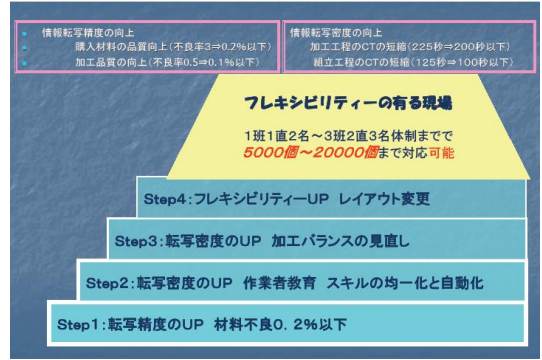 情報転写精度の向上
購入材料の品質向上(不良率3⇒0.2%以下)
加工品質の向上(不良率0.5⇒0.1%以下)
情報転写密度の向上
加工工程のCTの短縮(225秒⇒200秒以下)
組立工程のCTの短縮(125秒⇒100秒以下)
フレキシビリティーの有る現場
1班1直2名～3班2直3名体制までで
5000個～20000個まで対応可能
Step4:フレキシビリティーUP レイアウト変更
Step3:転写密度のUP 加工バランスの見直し
Step2:転写密度のUP 作業者教育 スキルの均一化と自動化
Step1:転写精度のUP 材料不良0.2%以下